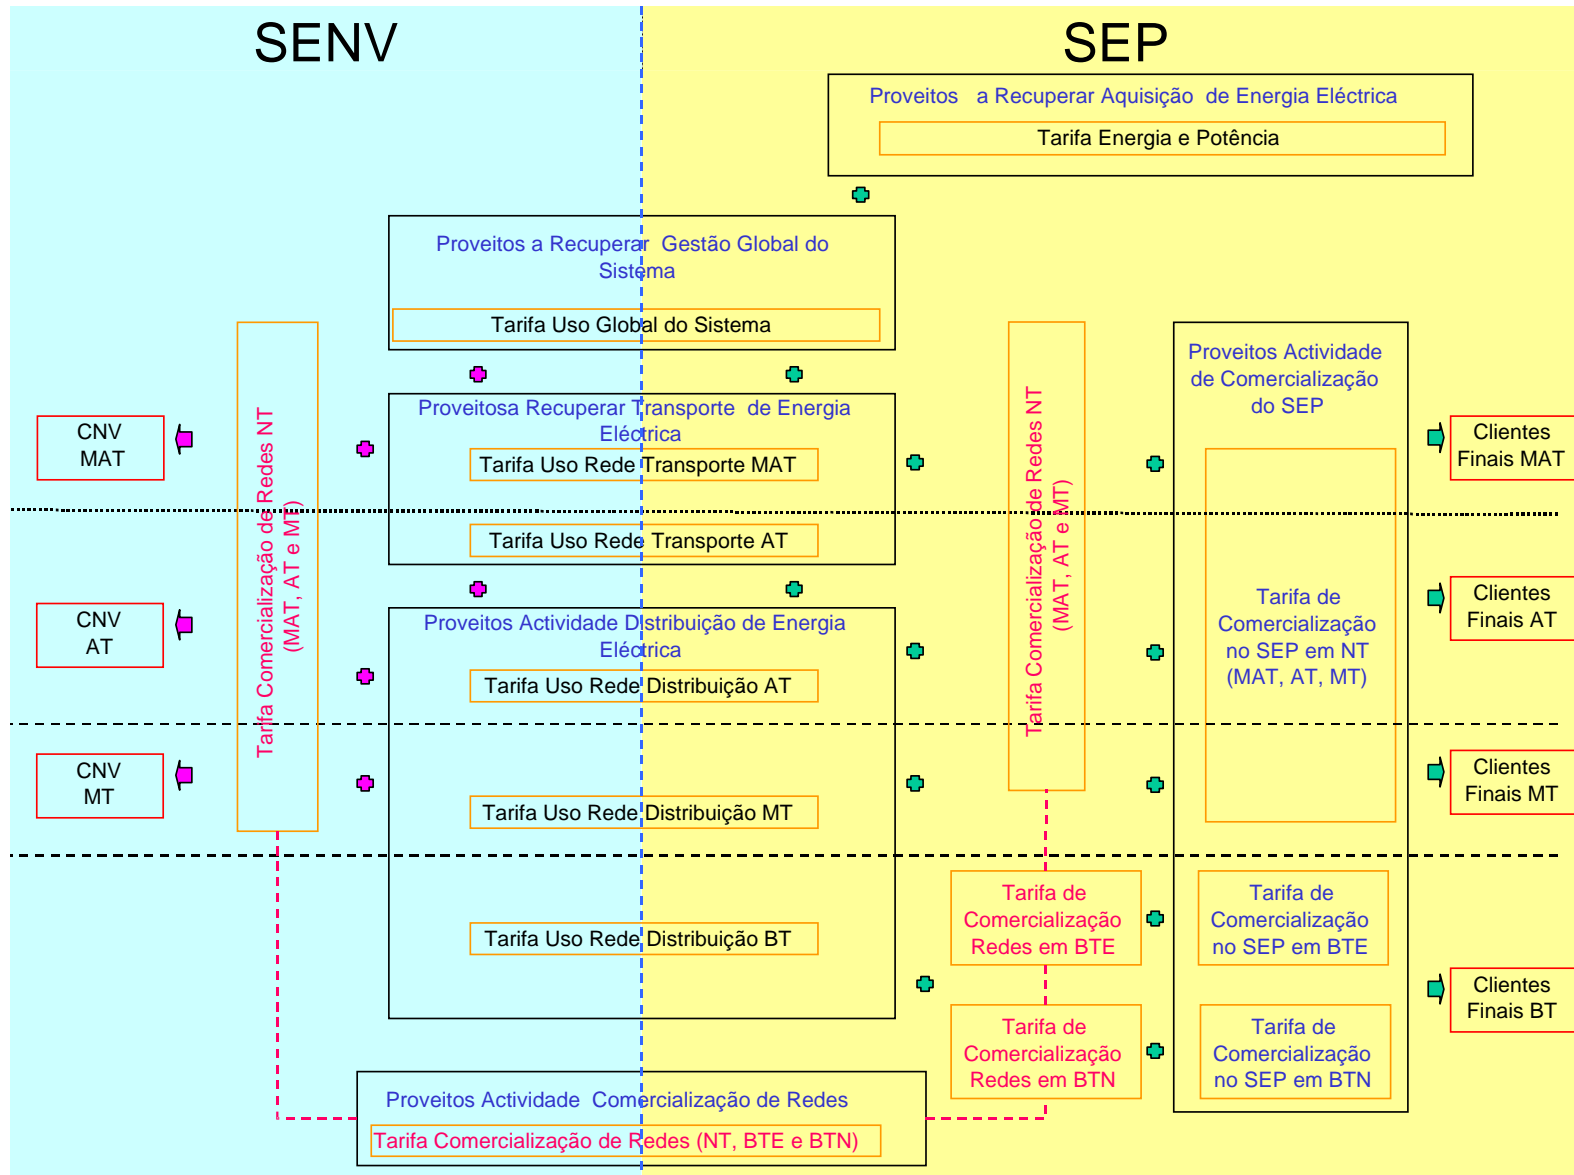 SENV
SEP
Proveitos a Recuperar Aquisição de Energia Eléctrica
Tarifa Energia e Potência
Proveitos a Recuperar Gestão Global do
Sistema
Tarifa Uso Global do Sistema
Proveitosa Recuperar Transporte de Energia
Eléctrica
Tarifa Uso Rede Transporte MAT
Tarifa Uso Rede Transporte AT
Proveitos Actividade Distribuição de Energia
Eléctrica
Tarifa Uso Rede Distribuição AT
Tarifa Uso Rede Distribuição MT
Tarifa Uso Rede Distribuição BT
CNV
MAT
CNV
AT
CNV
MT
Tarifa Comercialização de Redes NT
(MAT, AT e MT)
Tarifa Comercialização de Redes NT
(MAT, AT e MT)
Proveitos Actividade
de Comercialização
do SEP
Tarifa de
Comercialização
no SEP em NT
(MAT, AT, MT)
Clientes
Finais MAT
Clientes
Finais AT
Clientes
Finais MT
Tarifa de
Comercialização
Redes em BTE
Tarifa de
Comercialização
no SEP em BTE
Clientes
Finais BT
Tarifa de
Comercialização
Redes em BTN
Tarifa de
Comercialização
no SEP em BTN
Proveitos Actividade Comercialização de Redes
Tarifa Comercialização de Redes (NT, BTE e BTN)